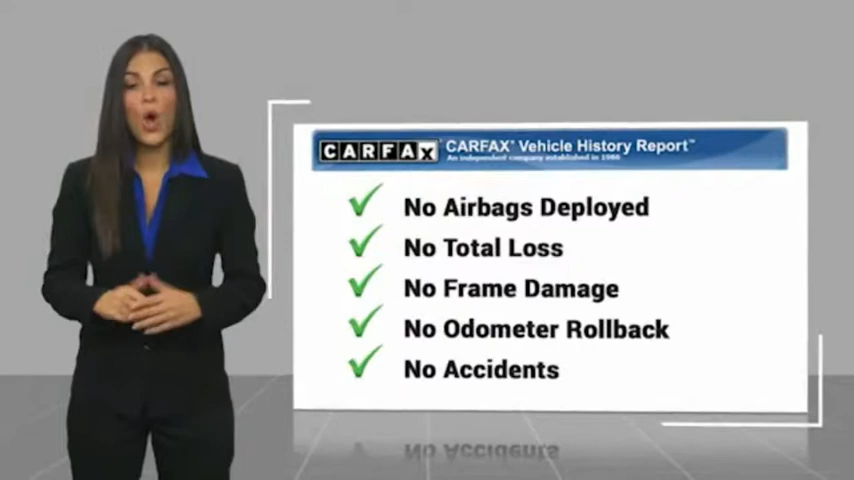 CARFAX
CARFAX® Vehicle History Report™
An independent company established in 1986
No Airbags Deployed
No Total Loss
No Frame Damage
No Odometer Rollback
No Accidents
No Accidents